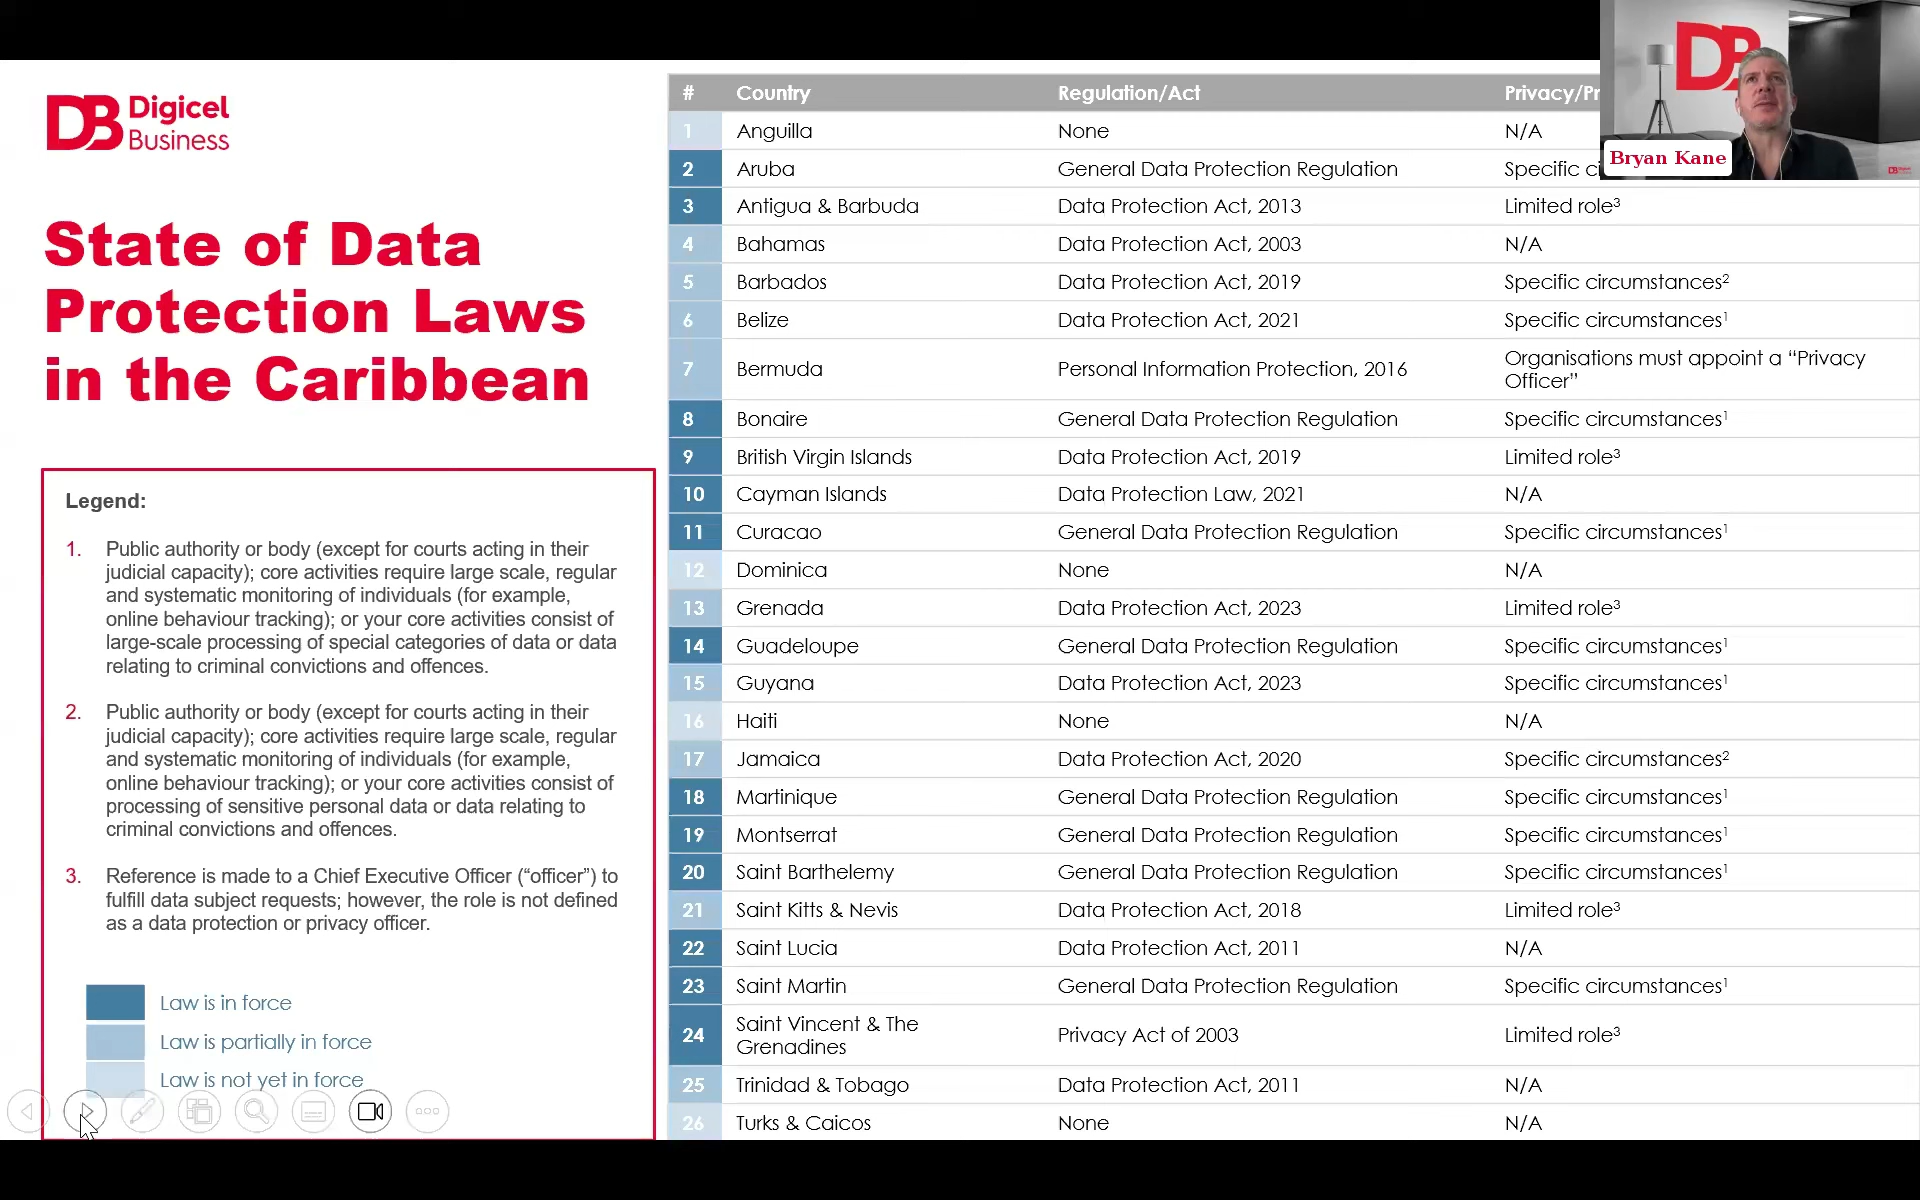 DB Digicel
Business
State of Data
Protection Laws
in the Caribbean
Legend:
1. Public authority or body (except for courts acting in their
judicial capacity); core activities require large scale, regular
and systematic monitoring of individuals (for example,
online behaviour tracking); or your core activities consist of
large-scale processing of special categories of data or data
relating to criminal convictions and offences.
2. Public authority or body (except for courts acting in their
judicial capacity); core activities require large scale, regular
and systematic monitoring of individuals (for example,
online behaviour tracking); or your core activities consist of
processing of sensitive personal data or data relating to
criminal convictions and offences.
3. Reference is made to a Chief Executive Officer (“officer”) to
fulfill data subject requests; however, the role is not defined
as a data protection or privacy officer.
Law is in force
Law is partially in force
Law is not yet in force
# Country Regulation/Act Privacy/Pr
1 Anguilla None N/A
2 Aruba General Data Protection Regulation Specific ci
3 Antigua & Barbuda Data Protection Act, 2013 Limited role³
4 Bahamas Data Protection Act, 2003 N/A
5 Barbados Data Protection Act, 2019 Specific circumstances²
6 Belize Data Protection Act, 2021 Specific circumstances¹
7 Bermuda Personal Information Protection, 2016 Organisations must appoint a “Privacy
Officer”
8 Bonaire General Data Protection Regulation Specific circumstances¹
9 British Virgin Islands Data Protection Act, 2019 Limited role³
10 Cayman Islands Data Protection Law, 2021 N/A
11 Curacao General Data Protection Regulation Specific circumstances¹
12 Dominica None N/A
13 Grenada Data Protection Act, 2023 Limited role³
14 Guadeloupe General Data Protection Regulation Specific circumstances¹
15 Guyana Data Protection Act, 2023 Specific circumstances¹
16 Haiti None N/A
17 Jamaica Data Protection Act, 2020 Specific circumstances²
18 Martinique General Data Protection Regulation Specific circumstances¹
19 Montserrat General Data Protection Regulation Specific circumstances¹
20 Saint Barthelemy General Data Protection Regulation Specific circumstances¹
21 Saint Kitts & Nevis Data Protection Act, 2018 Limited role³
22 Saint Lucia Data Protection Act, 2011 N/A
23 Saint Martin General Data Protection Regulation Specific circumstances¹
24 Saint Vincent & The
Grenadines Privacy Act of 2003 Limited role³
25 Trinidad & Tobago Data Protection Act, 2011 N/A
26 Turks & Caicos None N/A
DB
Bryan Kane